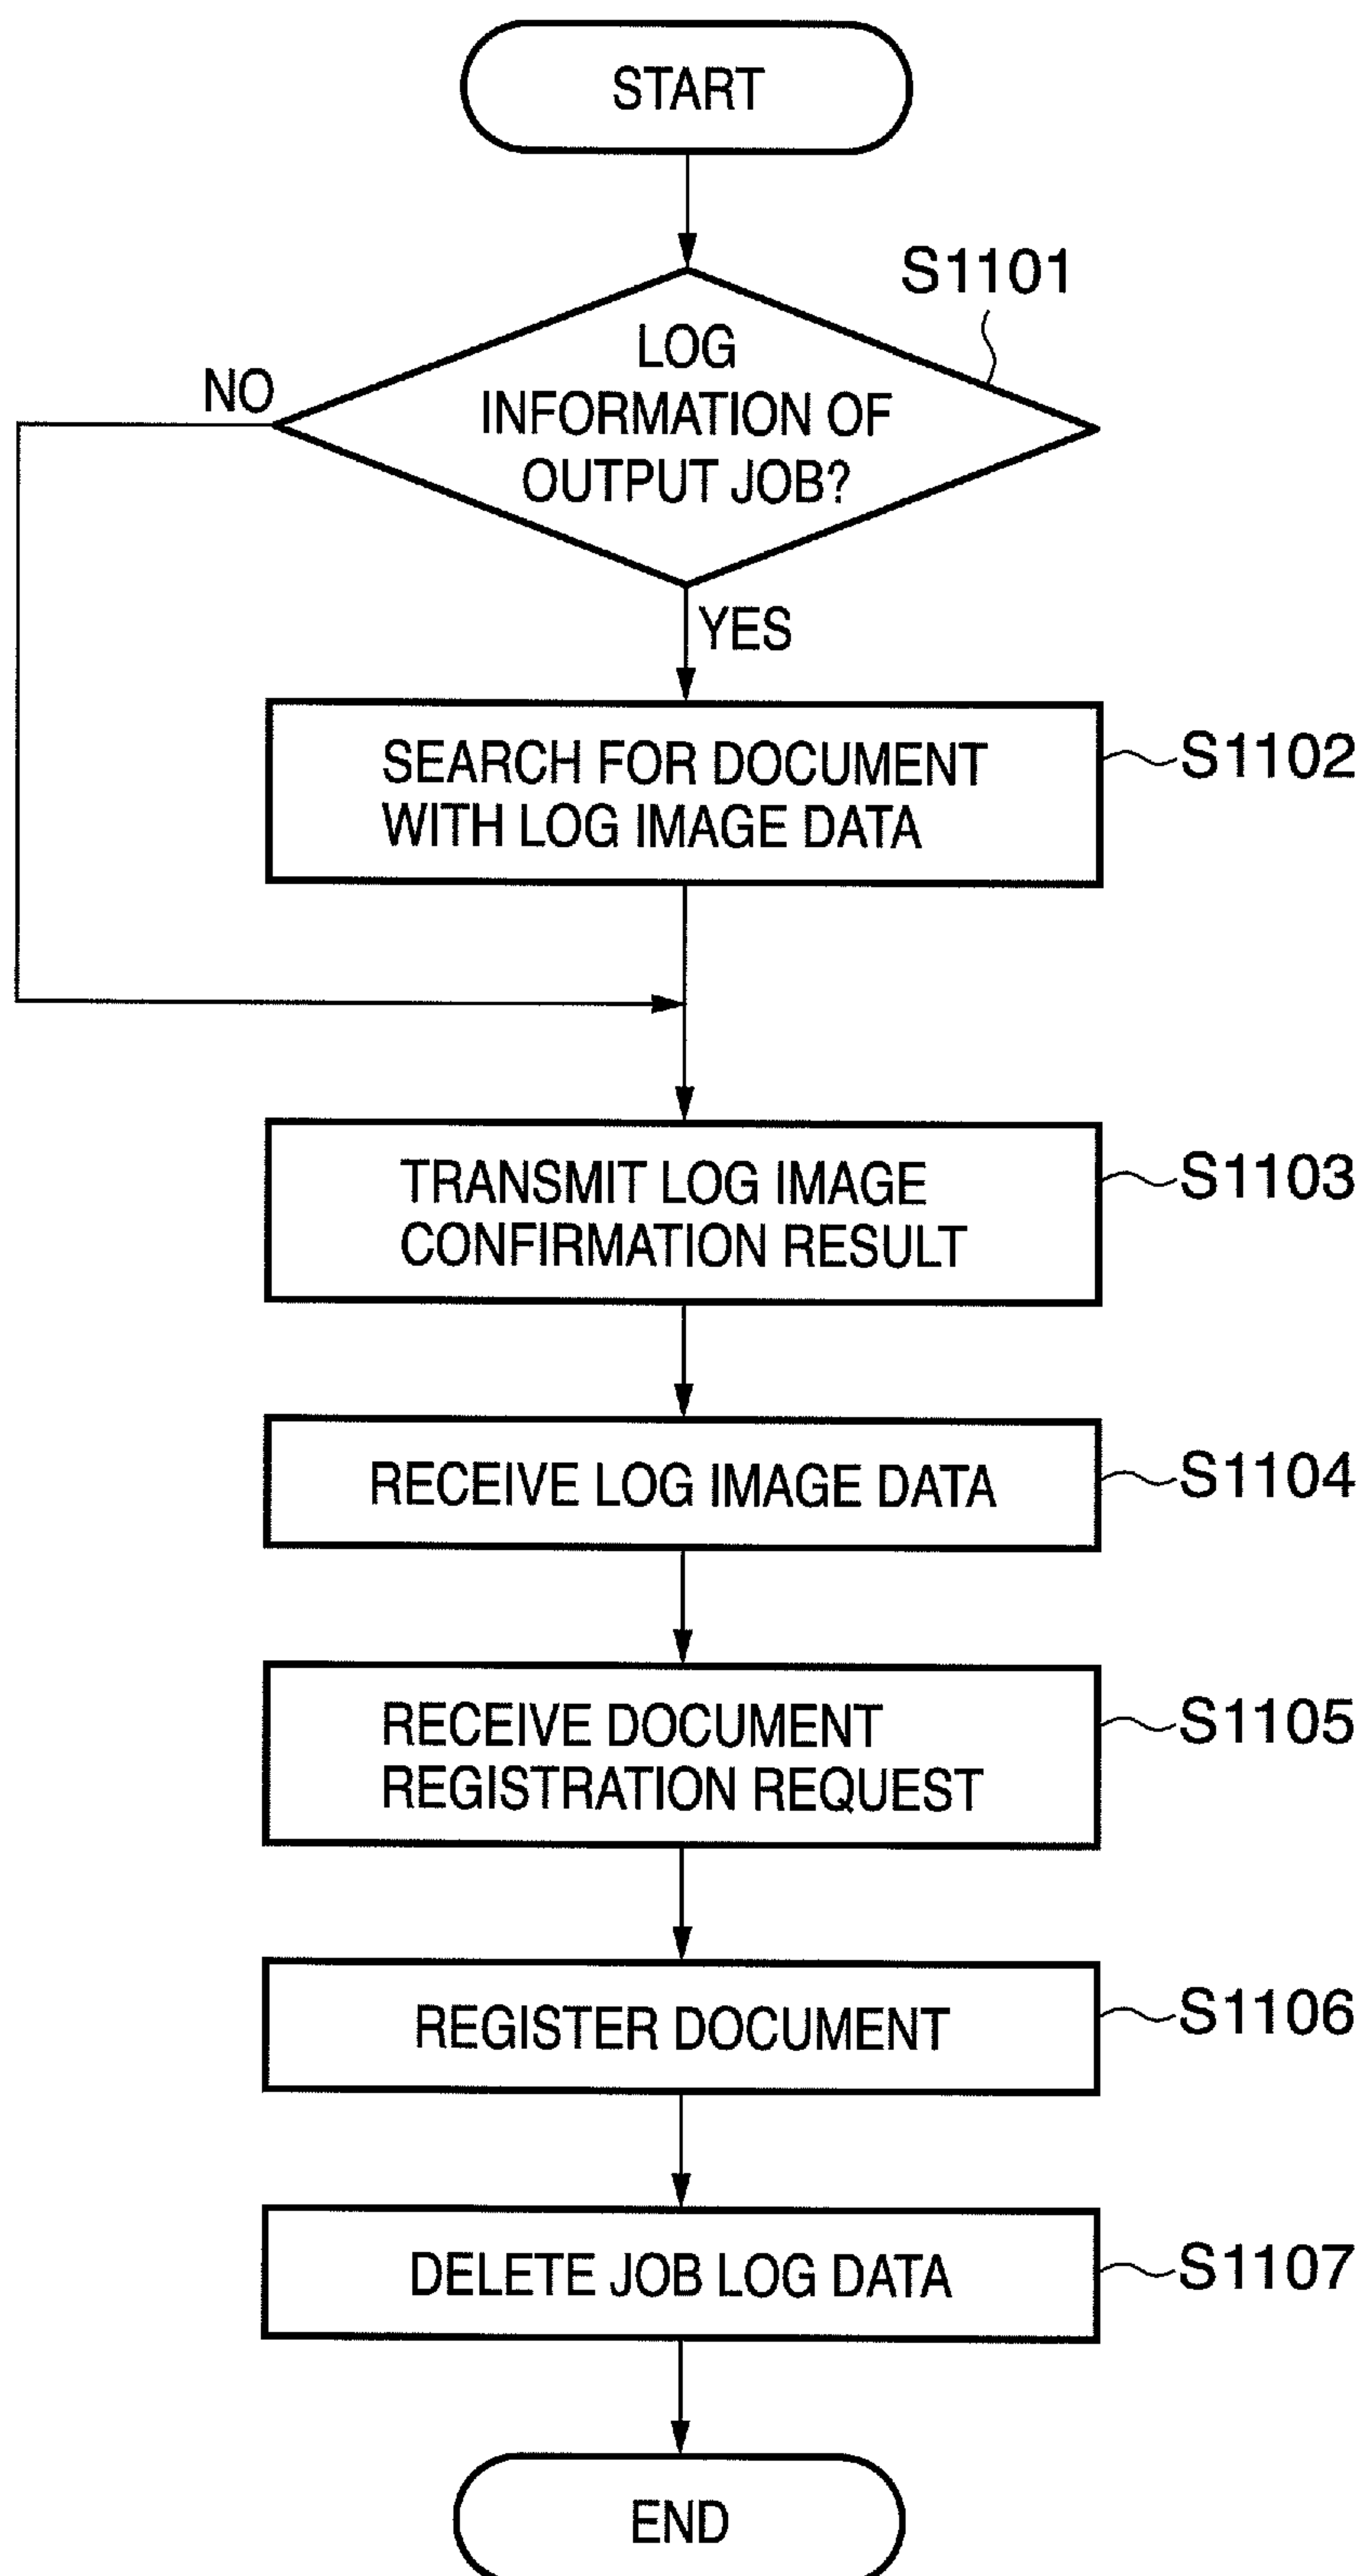 START
S1101
LOG
INFORMATION OF
OUTPUT JOB?
NO
YES
SEARCH FOR DOCUMENT
WITH LOG IMAGE DATA
S1102
TRANSMIT LOG IMAGE
CONFIRMATION RESULT
S1103
RECEIVE LOG IMAGE DATA
S1104
RECEIVE DOCUMENT
REGISTRATION REQUEST
S1105
REGISTER DOCUMENT
S1106
DELETE JOB LOG DATA
S1107
END